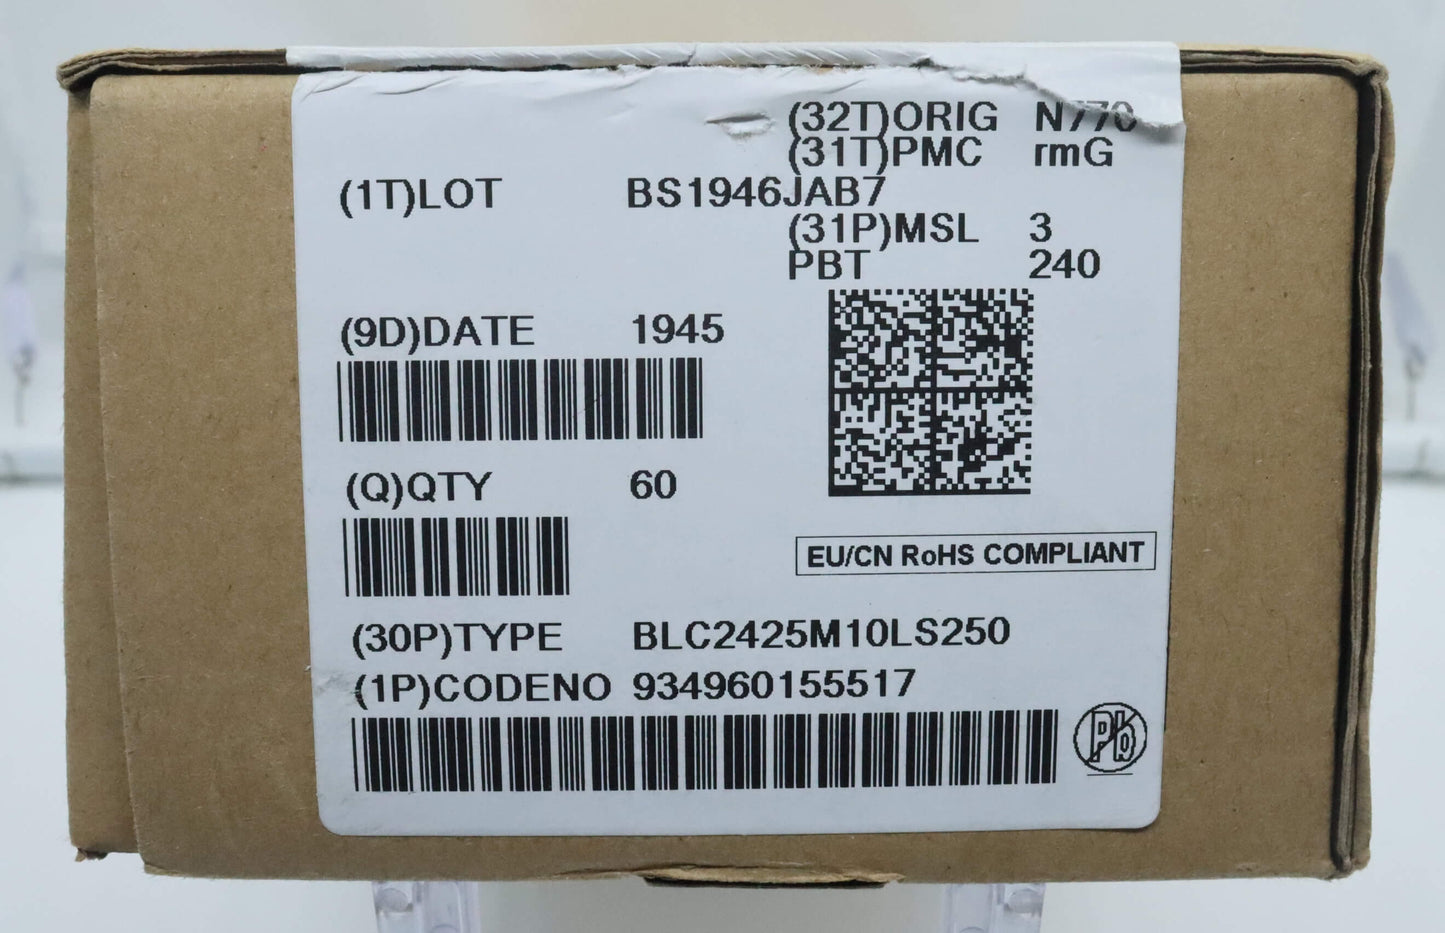 (32T)ORIG N770
(31T)PMC rmG
(1T)LOT BS1946JAB7
(31P)MSL 3
PBT 240
(9D)DATE 1945
(Q)QTY 60
EU/CN RoHS COMPLIANT
(30P)TYPE BLC2425M10LS250
(1P)CODENO 934960155517
Pb